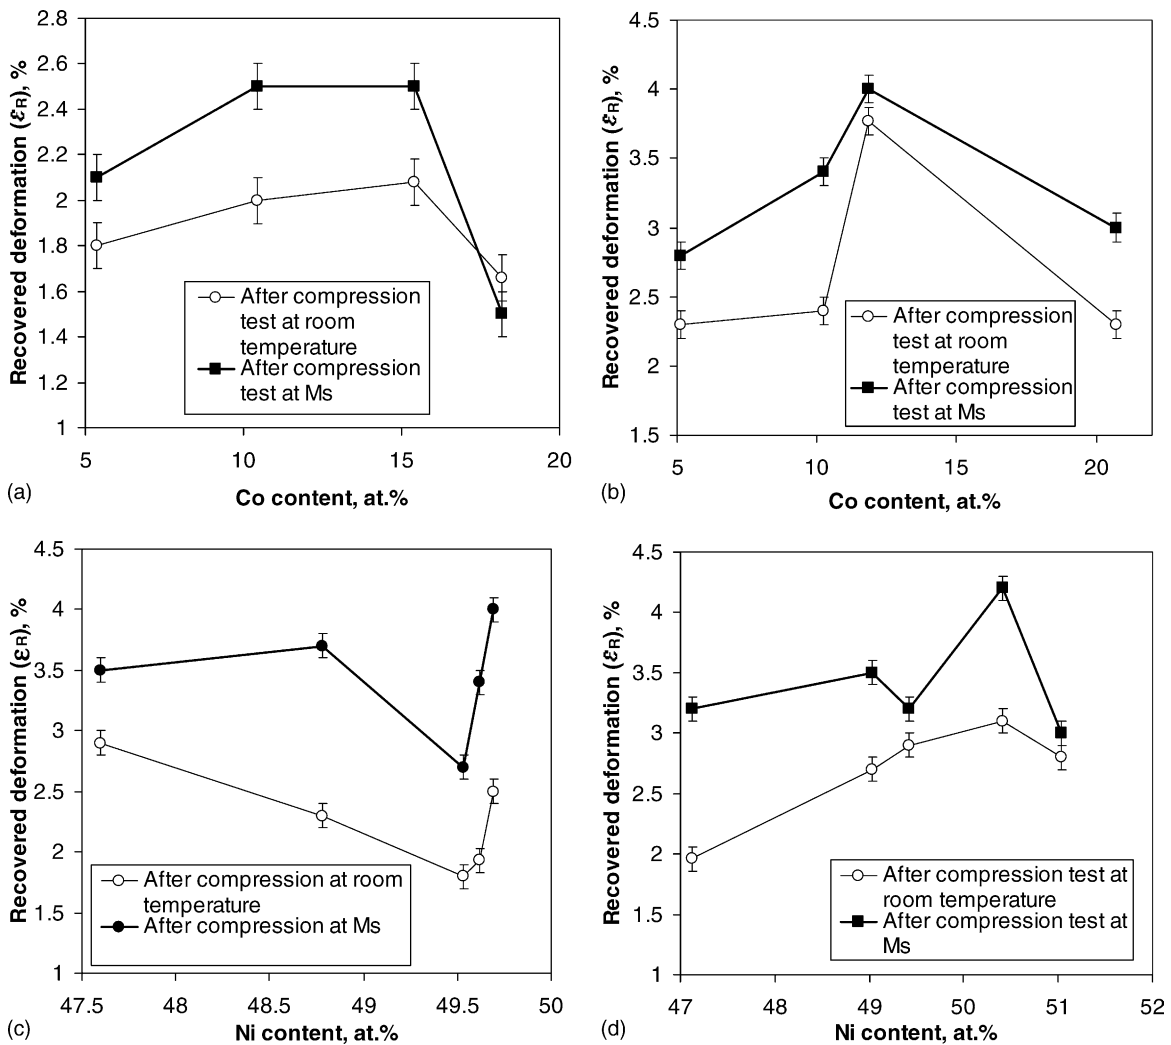 2.8
2.6
2.4
2.2
2
1.8
1.6
1.4
1.2
1
5
10
15
20
Recovered deformation (εR), %
Co content, at.%
After compression
test at room
temperature
After compression
test at Ms
(a)
4.5
4
3.5
3
2.5
2
1.5
5
10
15
20
Recovered deformation (εR), %
Co content, at.%
After compression
test at room
temperature
After compression
test at Ms
(b)
4.5
4
3.5
3
2.5
2
1.5
1
47.5
48
48.5
49
49.5
50
Recovered deformation (εR), %
Ni content, at.%
After compression at room
temperature
After compression at Ms
(c)
4.5
4
3.5
3
2.5
2
1.5
1
47
48
49
50
51
52
Recovered deformation (εR), %
Ni content, at.%
After compression test at
room temperature
After compression test at
Ms
(d)